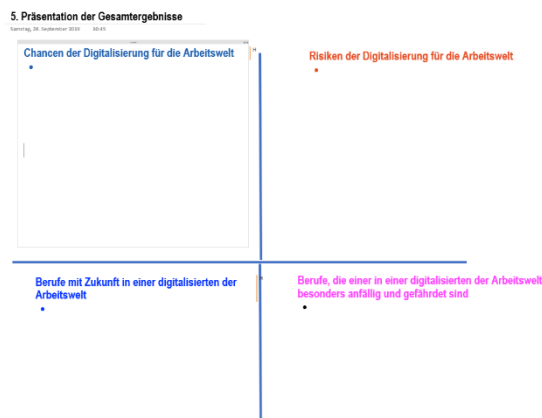 5. Präsentation der Gesamtergebnisse
Samstag, 28. September 2019 08:45
Chancen der Digitalisierung für die Arbeitswelt
Risiken der Digitalisierung für die Arbeitswelt
Berufe mit Zukunft in einer digitalisierten der
Arbeitswelt
Berufe, die einer in einer digitalisierten der Arbeitswelt
besonders anfällig und gefährdet sind